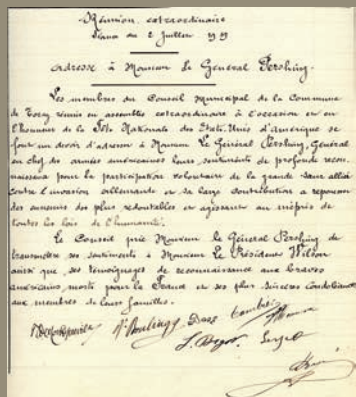 Réunion extraordinaire
Séance du 2 Juillet 1919
Adresse à Monsieur le Général Pershing.
Les membres du Conseil Municipal de la Commune
de Torcy réunis en assemblée extraordinaire à l'occasion et en
l'honneur de la Fête Nationale des Etats-Unis d'Amérique se
font un devoir d'adresser à Monsieur Le Général Pershing, Général
en chef des armées américaines leurs sentiments de profonde recon-
naissance pour la participation volontaire de la grande sœur alliée
contre l'invasion allemande et sa large contribution à repousser
des ennemis des plus redoutables et agissant au mépris de
toutes les lois de l'humanité.
Le Conseil prie Monsieur le Général Pershing de
transmettre ses sentiments à Monsieur Le Président Wilson
ainsi que ses témoignages de reconnaissance aux braves
américains morts pour la France et ses plus sincères condoléances
aux membres de leurs familles.